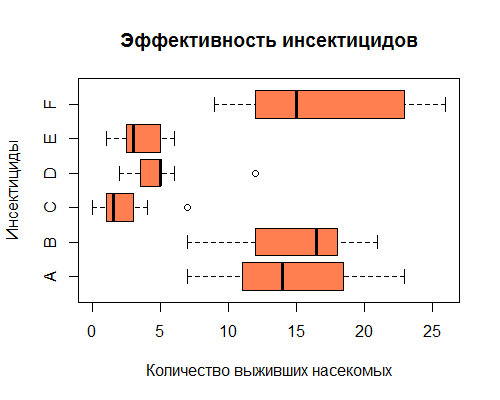 Эффективность инсектицидов
Инсектициды
F
E
D
C
B
A
0 5 10 15 20 25
Количество выживших насекомых